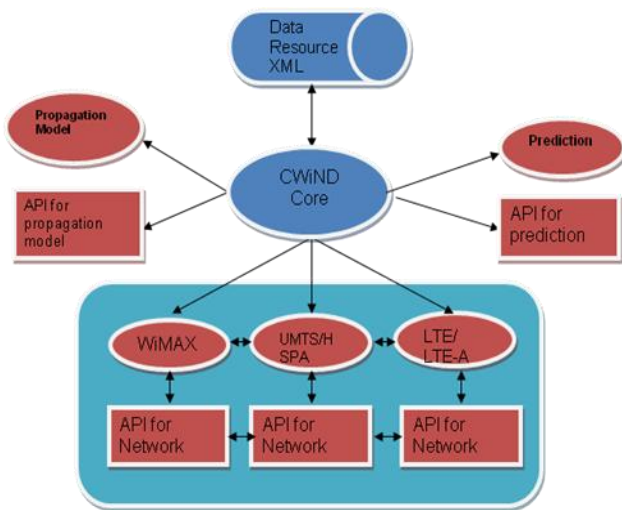 Data
Resource
XML
Propagation
Model
Prediction
CWiND
Core
API for
propagation
model
API for
prediction
WiMAX
UMTS/H
SPA
LTE/
LTE-A
API for
Network
API for
Network
API for
Network